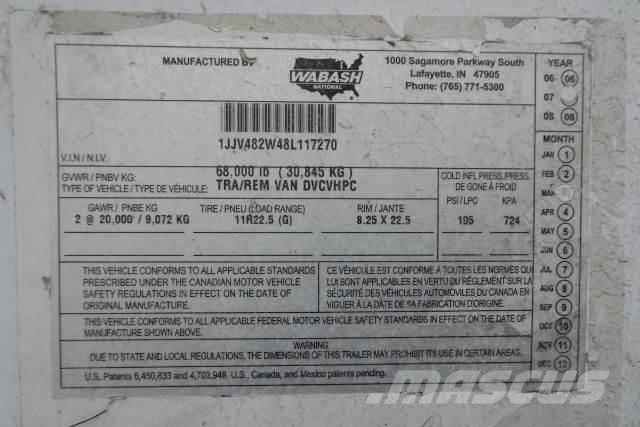 MANUFACTURED BY
WABASH
NATIONAL
1000 Sagamore Parkway South
Lafayette, IN 47905
Phone: (765) 771-5300
YEAR
06 06
07
08 08
1JJV482W48L117270
V.I.N / N.I.V.
GVWR / PNBV KG: 68,000 lb ( 30,845 KG )
TYPE OF VEHICLE / TYPE DE VÉHICULE: TRA/REM VAN DVCVHPC
COLD INFL PRESS/PRESS.
DE GONF À FROID
GAWR / PNBE KG TIRE / PNEU (LOAD RANGE) RIM / JANTE PSI / LPC KPA
2 @ 20,000 / 9,072 KG 11R22.5 (G) 8.25 X 22.5 105 724
MONTH
JAN 1
FEB 2
MAR
APR 4
MAY 5
JUN 6
JUL 7
AUG 8
SEP 9
OCT 10
NOV 11
DEC 12
THIS VEHICLE CONFORMS TO ALL APPLICABLE STANDARDS
PRESCRIBED UNDER THE CANADIAN MOTOR VEHICLE
SAFETY REGULATIONS IN EFFECT ON THE DATE OF
ORIGINAL MANUFACTURE.
CE VÉHICULE EST CONFORME À TOUTES LES NORMES QUI
LUI SONT APPLICABLES EN VERTU DU RÈGLEMENT SUR LA
SÉCURITÉ DES VÉHICULES AUTOMOBILES DU CANADA EN
VIGUER À LA DATE DE SA FABRICATION D'ORIGINE.
THIS VEHICLE CONFORMS TO ALL APPLICABLE FEDERAL MOTOR VEHICLE SAFETY STANDARDS IN EFFECT ON THE DATE OF
MANUFACTURE SHOWN ABOVE.
WARNING
DUE TO STATE AND LOCAL REGULATIONS, THE DIMENSIONS OF THIS TRAILER MAY PROHIBIT ITS USE IN CERTAIN AREAS.
U.S. Patents 6,450,833 and 4,703,948. U.S., Canada, and Mexico patents pending.
MASCUS